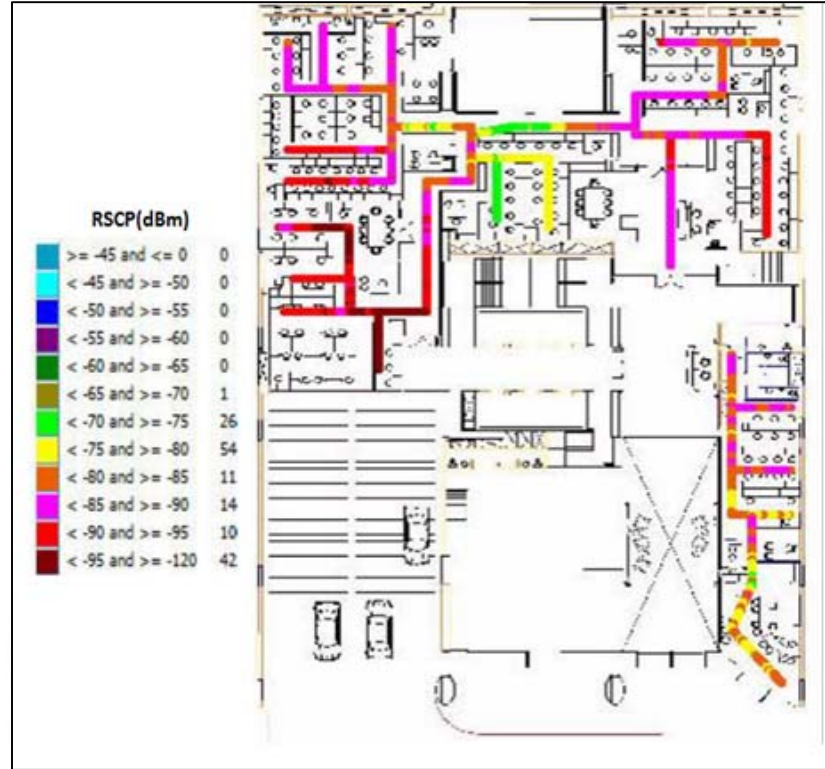 RSCP(dBm)
>= -45 and <= 0 0
< -45 and >= -50 0
< -50 and >= -55 0
< -55 and >= -60 0
< -60 and >= -65 0
< -65 and >= -70 1
< -70 and >= -75 26
< -75 and >= -80 54
< -80 and >= -85 11
< -85 and >= -90 14
< -90 and >= -95 10
< -95 and >= -120 42